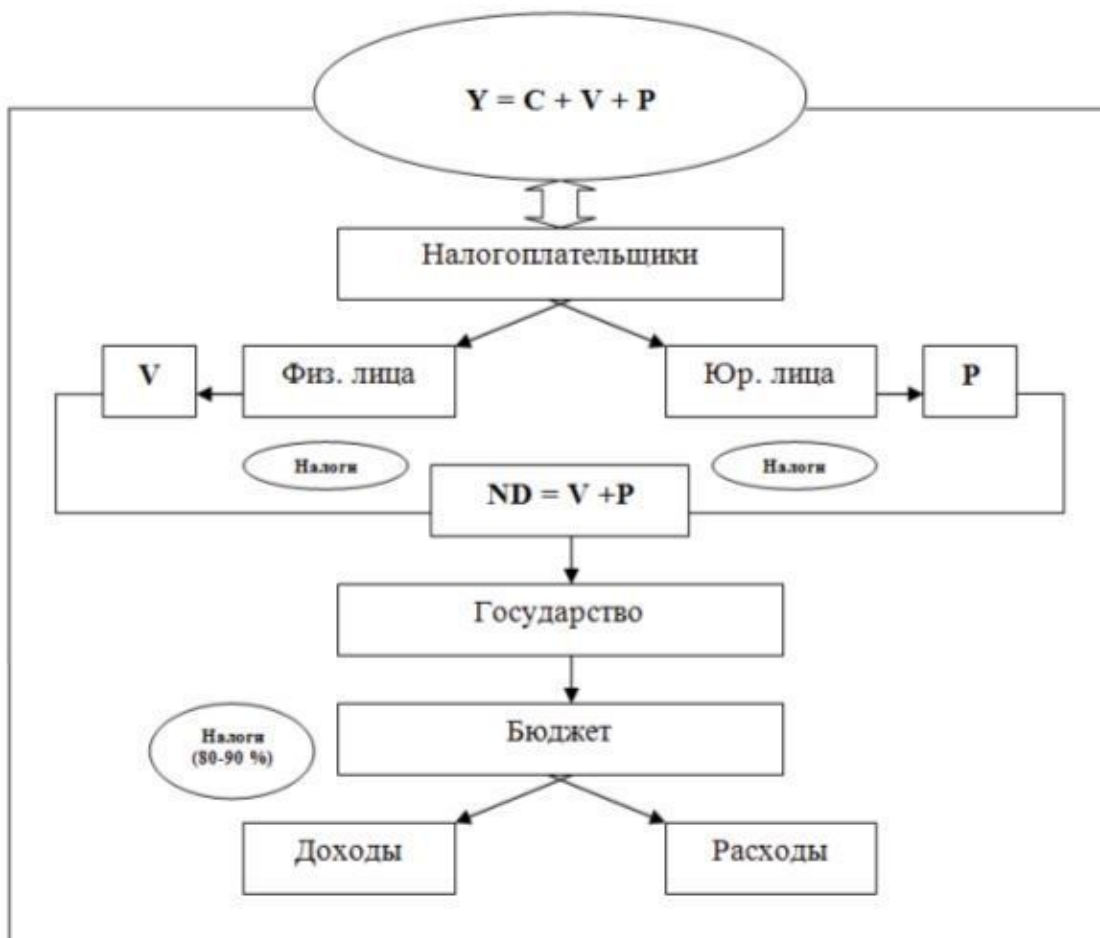 Y = C + V + P
Налогоплательщики
V
Физ. лица
Юр. лица
P
Налоги
Налоги
ND = V +P
Государство
Бюджет
Налоги
(80-90 %)
Доходы
Расходы